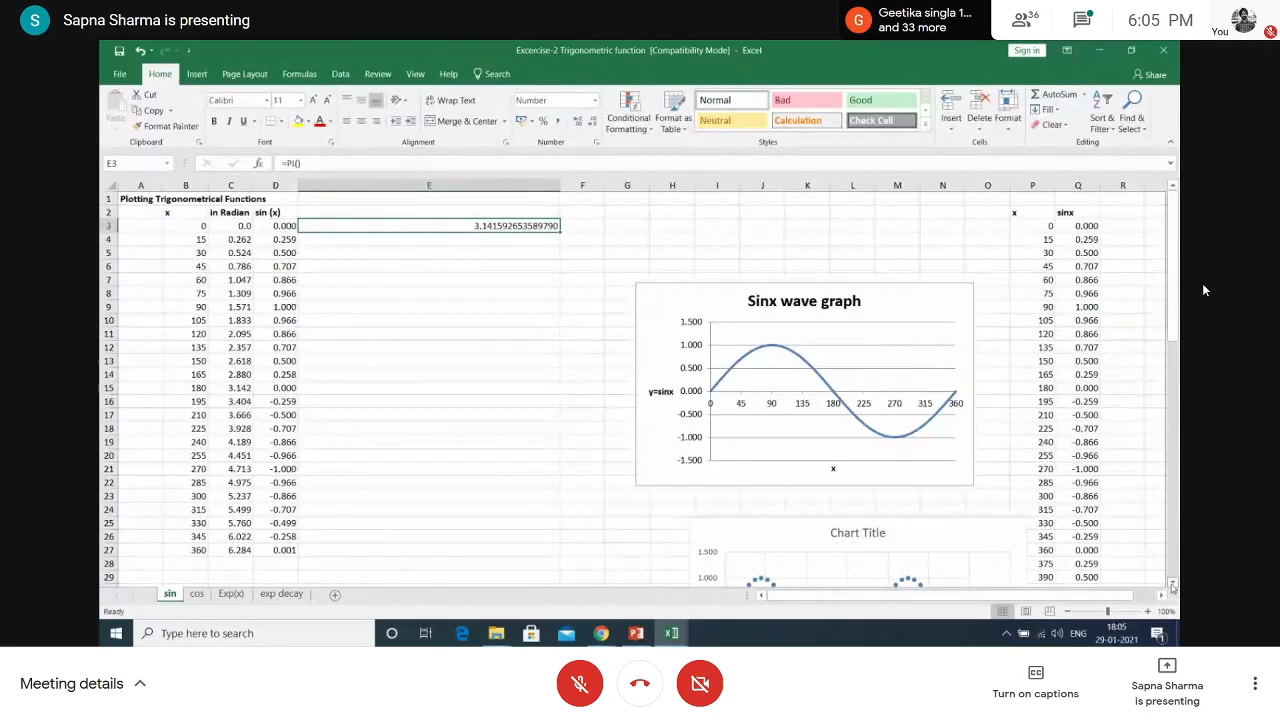 S Sapna Sharma is presenting
G Geetika singla 1...
and 33 more
36
6:05 PM
You
Excercise-2 Trigonometric function [Compatibility Mode] - Excel
Sign in
File Home Insert Page Layout Formulas Data Review View Help Search Share
Paste
Cut
Copy
Format Painter
Clipboard
Calibri 11
B I U
Font
Wrap Text
Merge & Center
Alignment
Number
%
Number
Conditional
Formatting
Format as
Table
Normal Bad Good
Neutral Calculation Check Cell
Styles
Insert Delete Format
Cells
AutoSum
Fill
Clear
Sort &
Filter
Find &
Select
Editing
E3 fx =PI()
A B C D E F G H I J K L M N O P Q R
1 Plotting Trigonometrical Functions
2 x in Radian sin (x) x sinx
3 0 0.0 0.000 3.141592653589790 0 0.000
4 15 0.262 0.259 15 0.259
5 30 0.524 0.500 30 0.500
6 45 0.786 0.707 45 0.707
7 60 1.047 0.866 60 0.866
8 75 1.309 0.966 75 0.966
9 90 1.571 1.000 90 1.000
10 105 1.833 0.966 105 0.966
11 120 2.095 0.866 120 0.866
12 135 2.357 0.707 135 0.707
13 150 2.618 0.500 150 0.500
14 165 2.880 0.258 165 0.259
15 180 3.142 0.000 180 0.000
16 195 3.404 -0.259 195 -0.259
17 210 3.666 -0.500 210 -0.500
18 225 3.928 -0.707 225 -0.707
19 240 4.189 -0.866 240 -0.866
20 255 4.451 -0.966 255 -0.966
21 270 4.713 -1.000 270 -1.000
22 285 4.975 -0.966 285 -0.966
23 300 5.237 -0.866 300 -0.866
24 315 5.499 -0.707 315 -0.707
25 330 5.760 -0.499 330 -0.500
26 345 6.022 -0.258 345 -0.259
27 360 6.284 0.001 360 0.000
28 375 0.259
29 390 0.500
Sinx wave graph
1.500
1.000
0.500
y=sinx 0.000
0 45 90 135 180 225 270 315 360
-0.500
-1.000
-1.500
x
Chart Title
1.500
1.000
sin cos Exp(x) exp decay
Ready
100%
Type here to search
ENG
18:05
29-01-2021
1
Meeting details
CC
Turn on captions
Sapna Sharma
is presenting